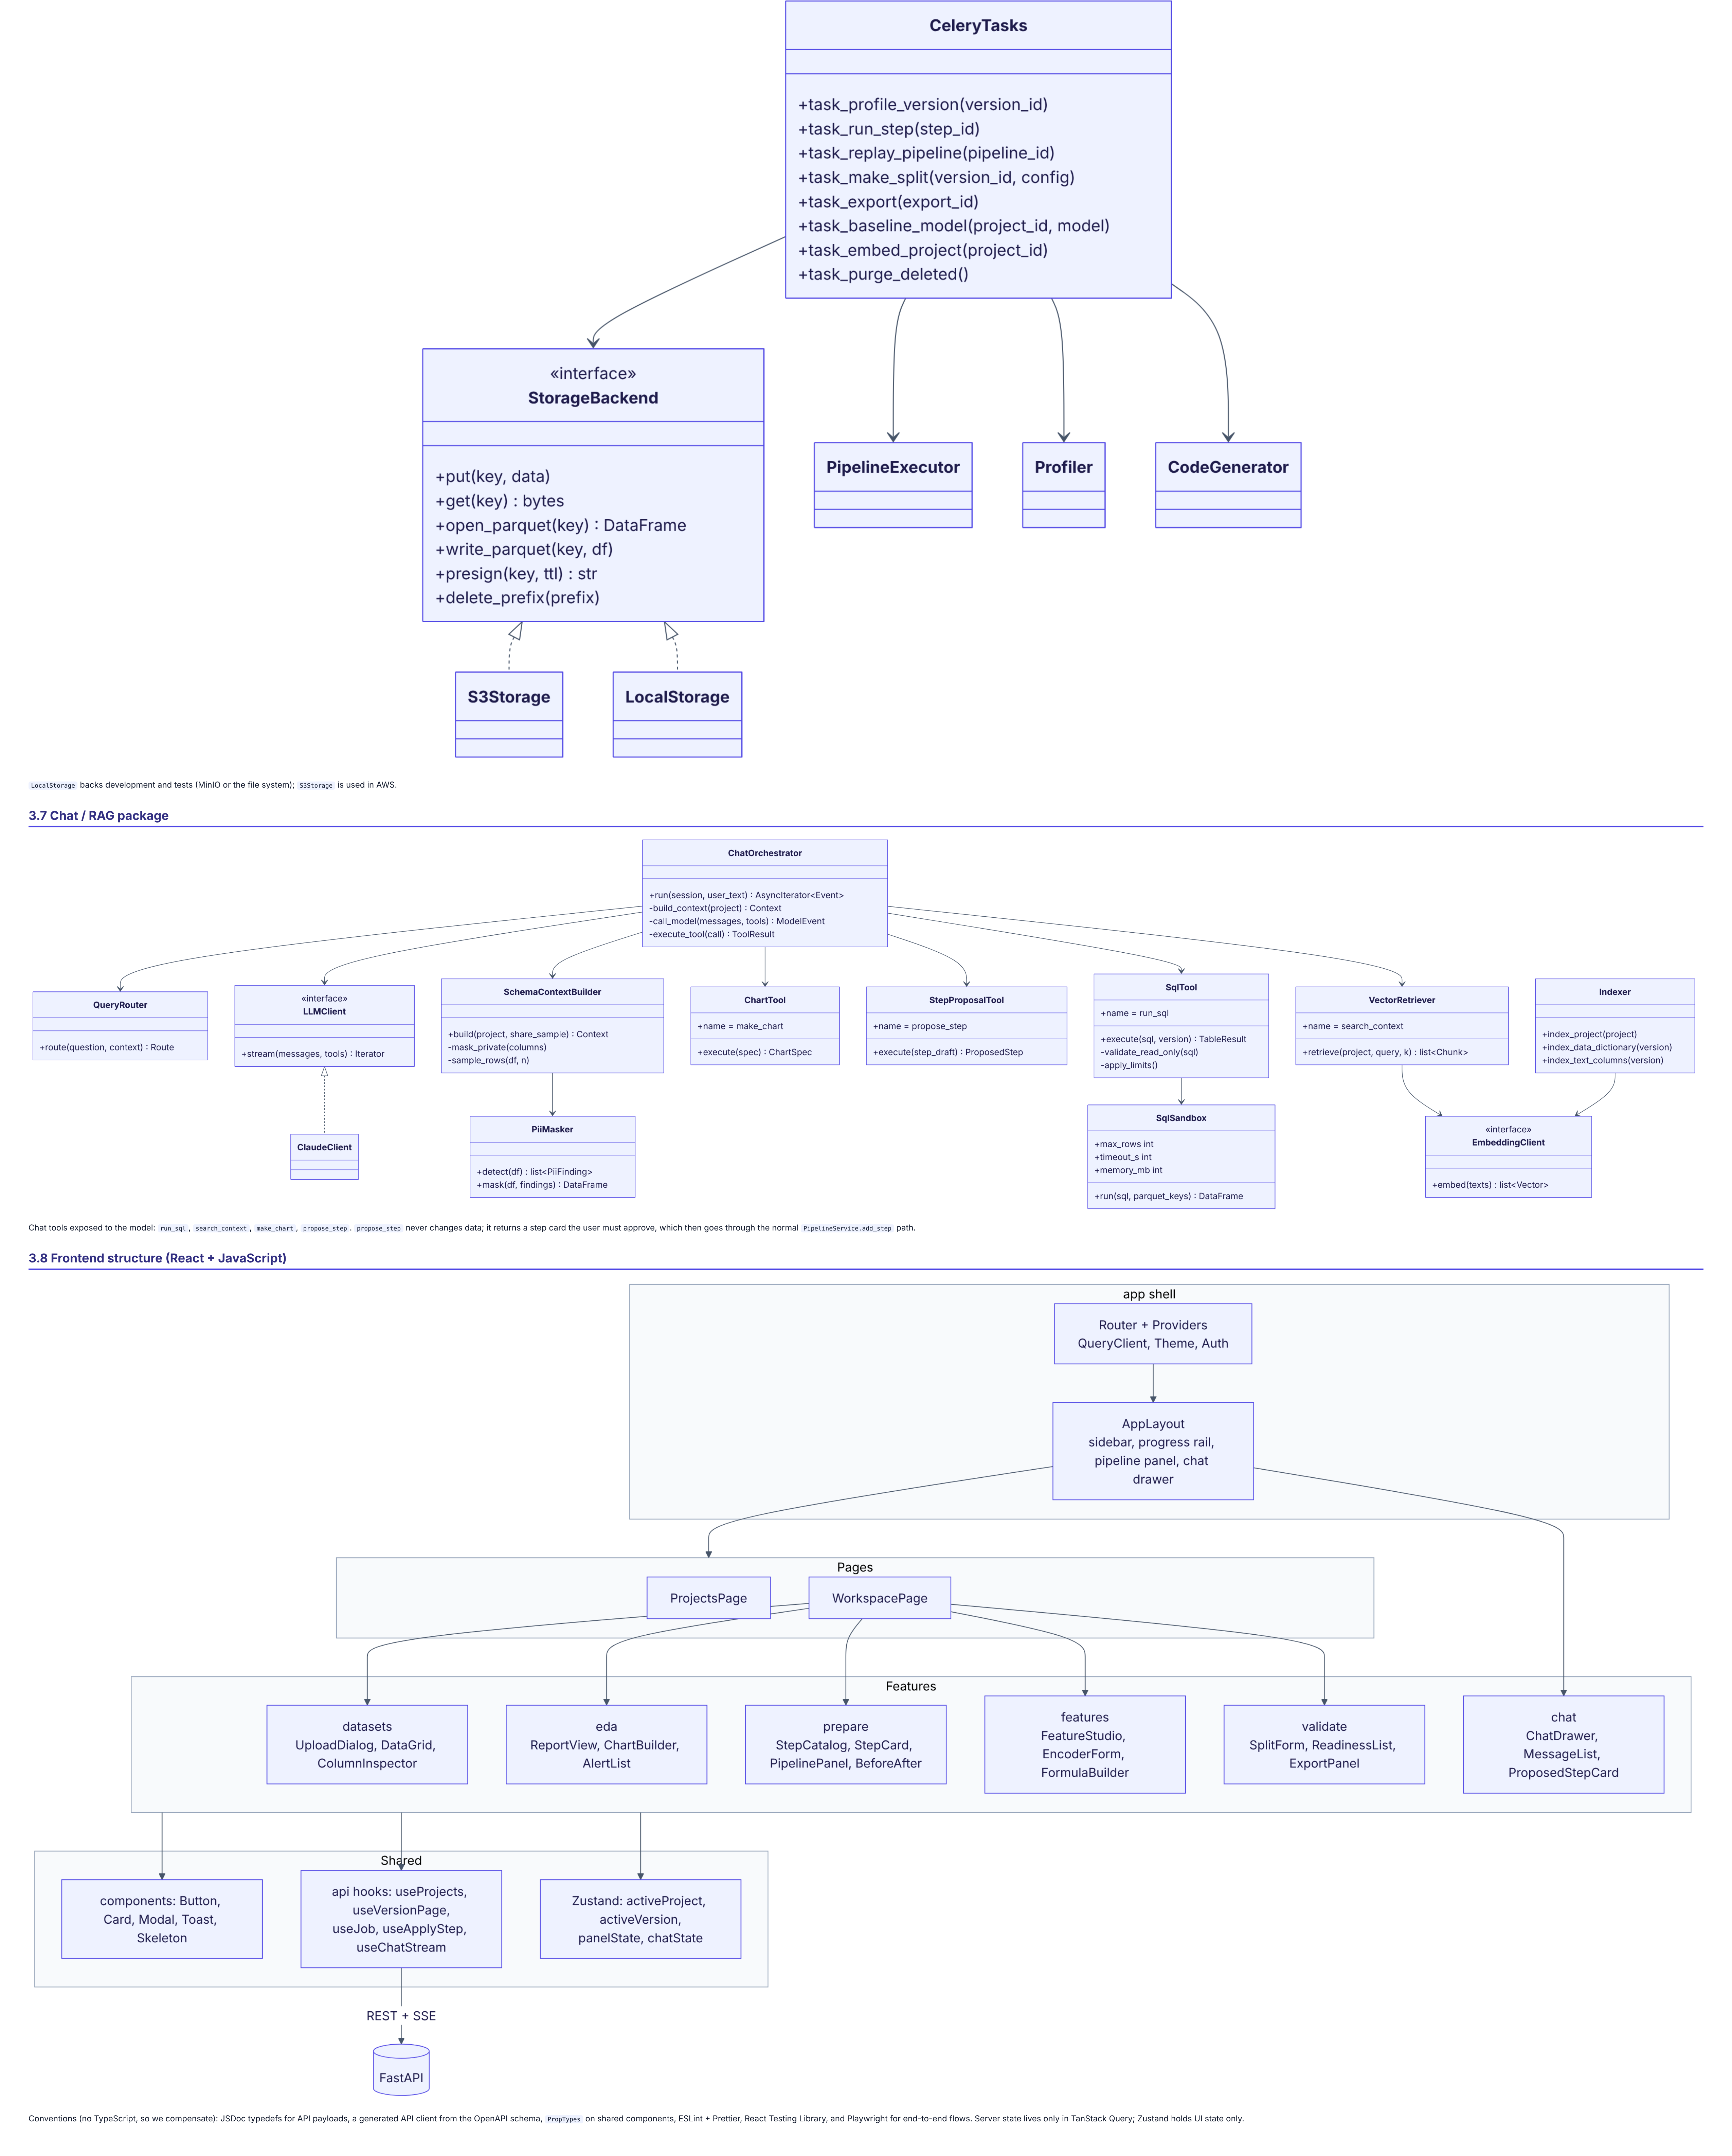 CeleryTasks
+task_profile_version(version_id)
+task_run_step(step_id)
+task_replay_pipeline(pipeline_id)
+task_make_split(version_id, config)
+task_export(export_id)
+task_baseline_model(project_id, model)
+task_embed_project(project_id)
+task_purge_deleted()
«interface»
StorageBackend
+put(key, data)
+get(key) : bytes
+open_parquet(key) : DataFrame
+write_parquet(key, df)
+presign(key, ttl) : str
+delete_prefix(prefix)
PipelineExecutor
Profiler
CodeGenerator
S3Storage
LocalStorage
LocalStorage backs development and tests (MinIO or the file system); S3Storage is used in AWS.
3.7 Chat / RAG package
ChatOrchestrator
+run(session, user_text) : AsyncIterator<Event>
-build_context(project) : Context
-call_model(messages, tools) : ModelEvent
-execute_tool(call) : ToolResult
QueryRouter
+route(question, context) : Route
«interface»
LLMClient
+stream(messages, tools) : Iterator
SchemaContextBuilder
+build(project, share_sample) : Context
-mask_private(columns)
-sample_rows(df, n)
ChartTool
+name = make_chart
+execute(spec) : ChartSpec
StepProposalTool
+name = propose_step
+execute(step_draft) : ProposedStep
SqlTool
+name = run_sql
+execute(sql, version) : TableResult
-validate_read_only(sql)
-apply_limits()
VectorRetriever
+name = search_context
+retrieve(project, query, k) : list<Chunk>
Indexer
+index_project(project)
+index_data_dictionary(version)
+index_text_columns(version)
ClaudeClient
PiiMasker
+detect(df) : list<PiiFinding>
+mask(df, findings) : DataFrame
SqlSandbox
+max_rows int
+timeout_s int
+memory_mb int
+run(sql, parquet_keys) : DataFrame
«interface»
EmbeddingClient
+embed(texts) : list<Vector>
Chat tools exposed to the model: run_sql, search_context, make_chart, propose_step. propose_step never changes data; it returns a step card the user must approve, which then goes through the normal PipelineService.add_step path.
3.8 Frontend structure (React + JavaScript)
app shell
Router + Providers
QueryClient, Theme, Auth
AppLayout
sidebar, progress rail,
pipeline panel, chat
drawer
Pages
ProjectsPage
WorkspacePage
Features
datasets
UploadDialog, DataGrid,
ColumnInspector
eda
ReportView, ChartBuilder,
AlertList
prepare
StepCatalog, StepCard,
PipelinePanel, BeforeAfter
features
FeatureStudio,
EncoderForm,
FormulaBuilder
validate
SplitForm, ReadinessList,
ExportPanel
chat
ChatDrawer,
MessageList,
ProposedStepCard
Shared
components: Button,
Card, Modal, Toast,
Skeleton
api hooks: useProjects,
useVersionPage,
useJob, useApplyStep,
useChatStream
Zustand: activeProject,
activeVersion,
panelState, chatState
REST + SSE
FastAPI
Conventions (no TypeScript, so we compensate): JSDoc typedefs for API payloads, a generated API client from the OpenAPI schema, PropTypes on shared components, ESLint + Prettier, React Testing Library, and Playwright for end-to-end flows. Server state lives only in TanStack Query; Zustand holds UI state only.